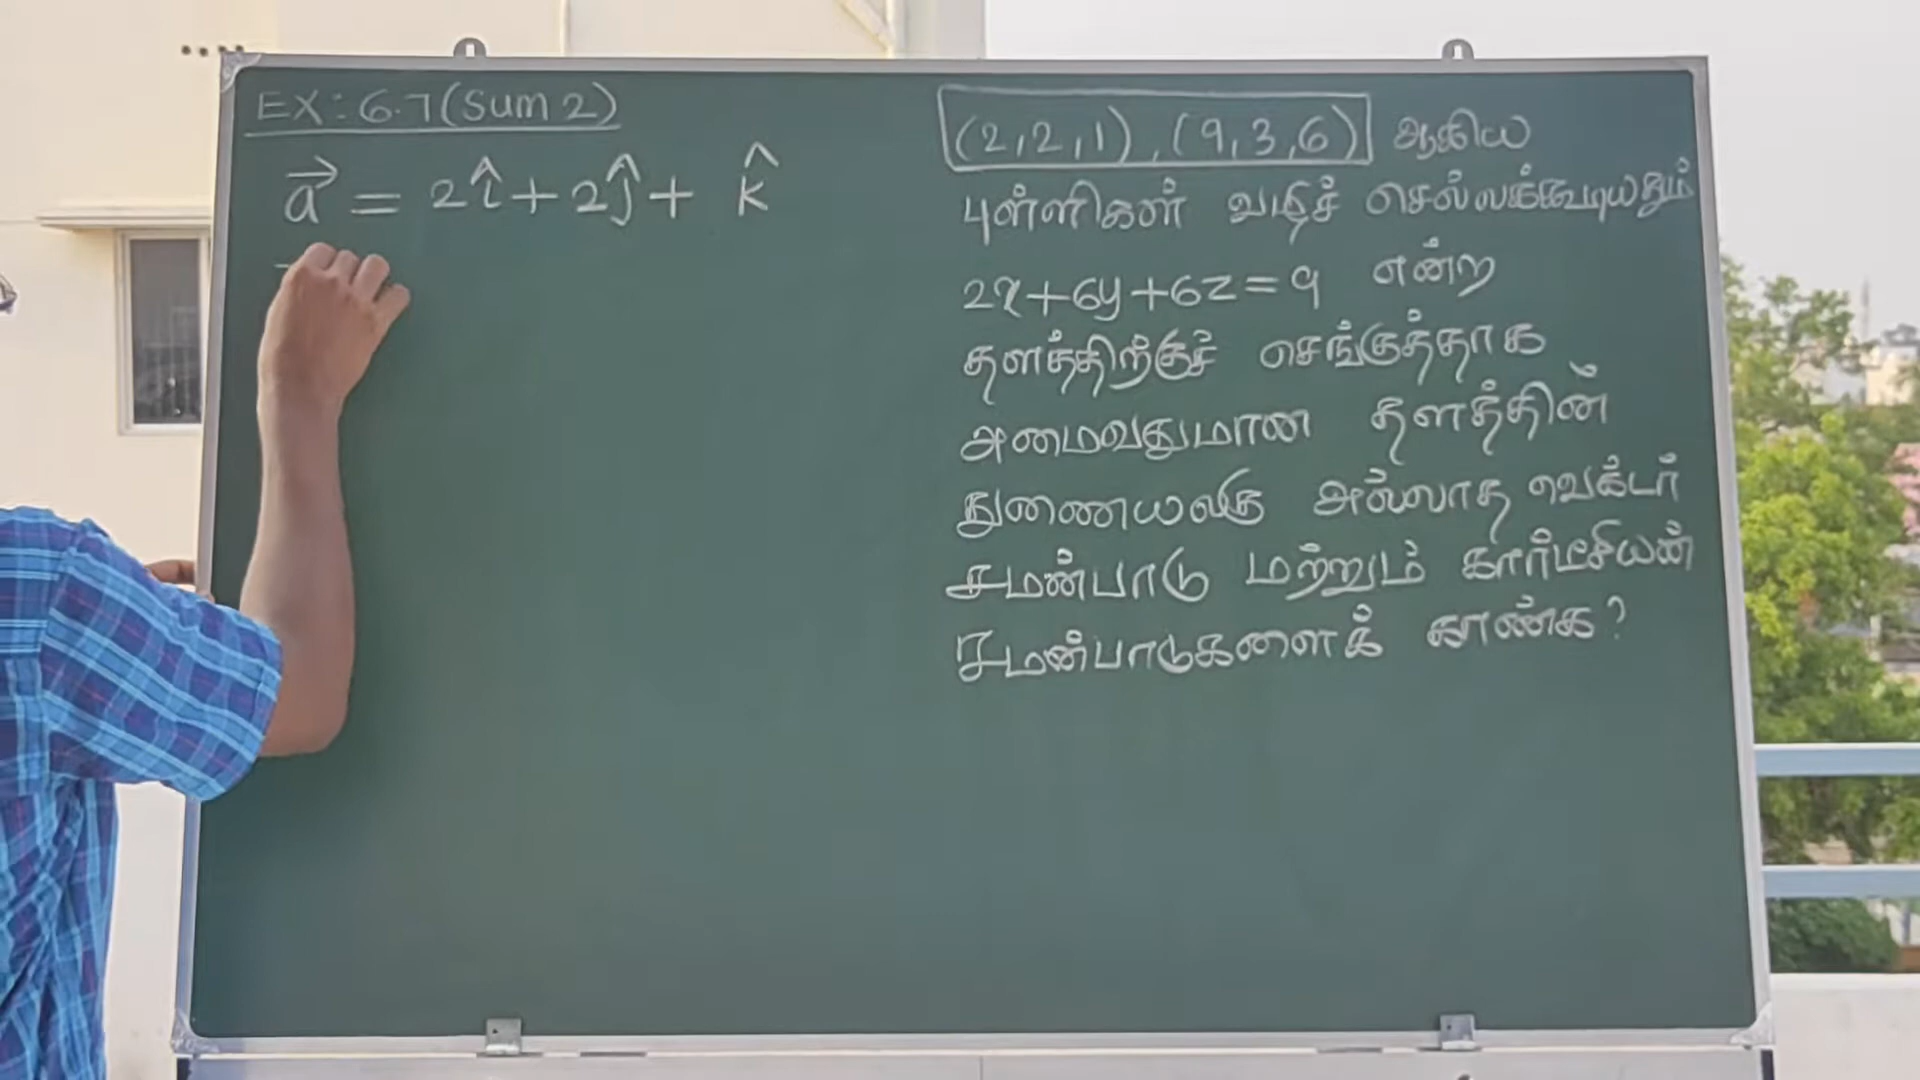 EX: 6.7 (Sum 2)
a⃗ = 2î + 2ĵ + k̂
(2,2,1), (9,3,6) ஆகிய
புள்ளிகள் வழிச் செல்லக்கூடியதும்
2x+6y+6z=9 என்ற
தளத்திற்குச் செங்குத்தாக
அமைவதுமான தளத்தின்
துணையலகு அல்லாத வெக்டர்
சமன்பாடு மற்றும் கார்டீசியன்
சமன்பாடுகளைக் காண்க?